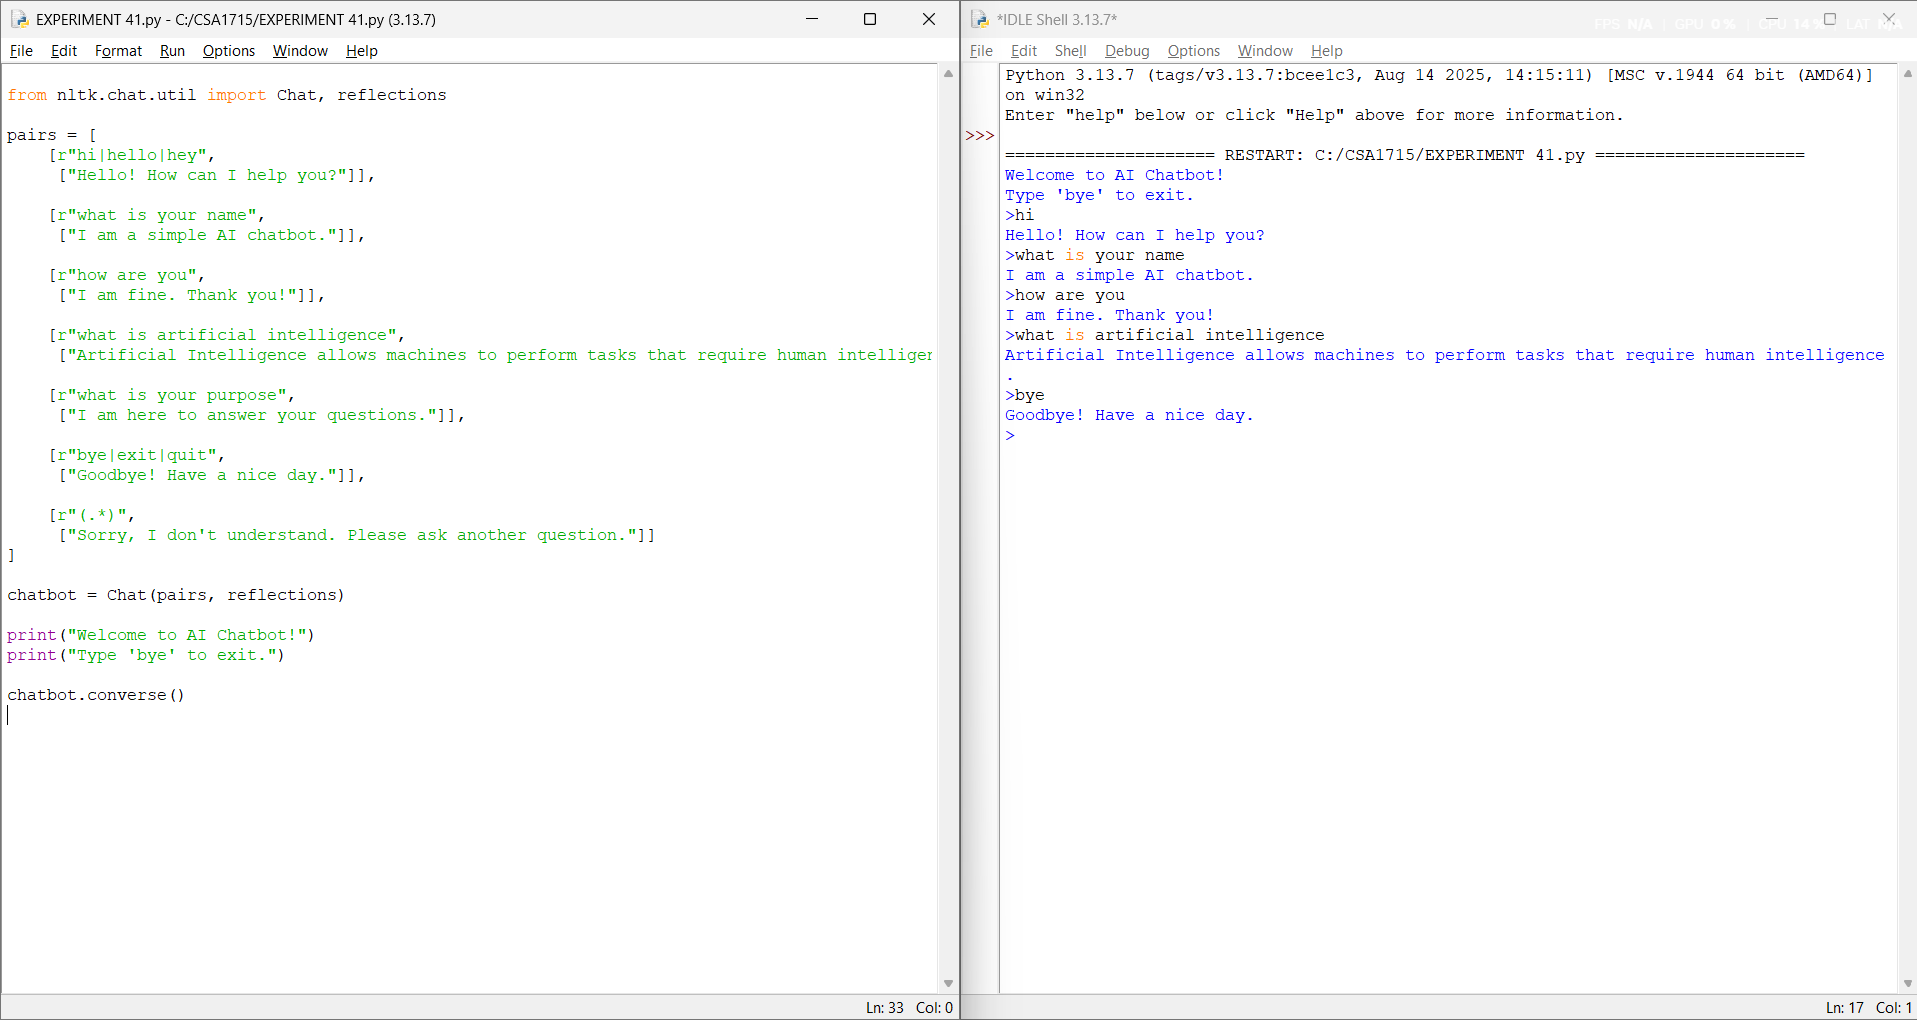 EXPERIMENT 41.py - C:/CSA1715/EXPERIMENT 41.py (3.13.7)
File Edit Format Run Options Window Help
from nltk.chat.util import Chat, reflections
pairs = [
    [r"hi|hello|hey",
     ["Hello! How can I help you?"]],
    [r"what is your name",
     ["I am a simple AI chatbot."]],
    [r"how are you",
     ["I am fine. Thank you!"]],
    [r"what is artificial intelligence",
     ["Artificial Intelligence allows machines to perform tasks that require human intelliger
    [r"what is your purpose",
     ["I am here to answer your questions."]],
    [r"bye|exit|quit",
     ["Goodbye! Have a nice day."]],
    [r"(.*)",
     ["Sorry, I don't understand. Please ask another question."]]
]
chatbot = Chat(pairs, reflections)
print("Welcome to AI Chatbot!")
print("Type 'bye' to exit.")
chatbot.converse()
Ln: 33 Col: 0
*IDLE Shell 3.13.7*
FPS N/A | GPU 0% | CPU 14% | LAT N/A
File Edit Shell Debug Options Window Help
Python 3.13.7 (tags/v3.13.7:bcee1c3, Aug 14 2025, 14:15:11) [MSC v.1944 64 bit (AMD64)]
on win32
Enter "help" below or click "Help" above for more information.
>>>
===================== RESTART: C:/CSA1715/EXPERIMENT 41.py =====================
Welcome to AI Chatbot!
Type 'bye' to exit.
>hi
Hello! How can I help you?
>what is your name
I am a simple AI chatbot.
>how are you
I am fine. Thank you!
>what is artificial intelligence
Artificial Intelligence allows machines to perform tasks that require human intelligence
.
>bye
Goodbye! Have a nice day.
>
Ln: 17 Col: 1